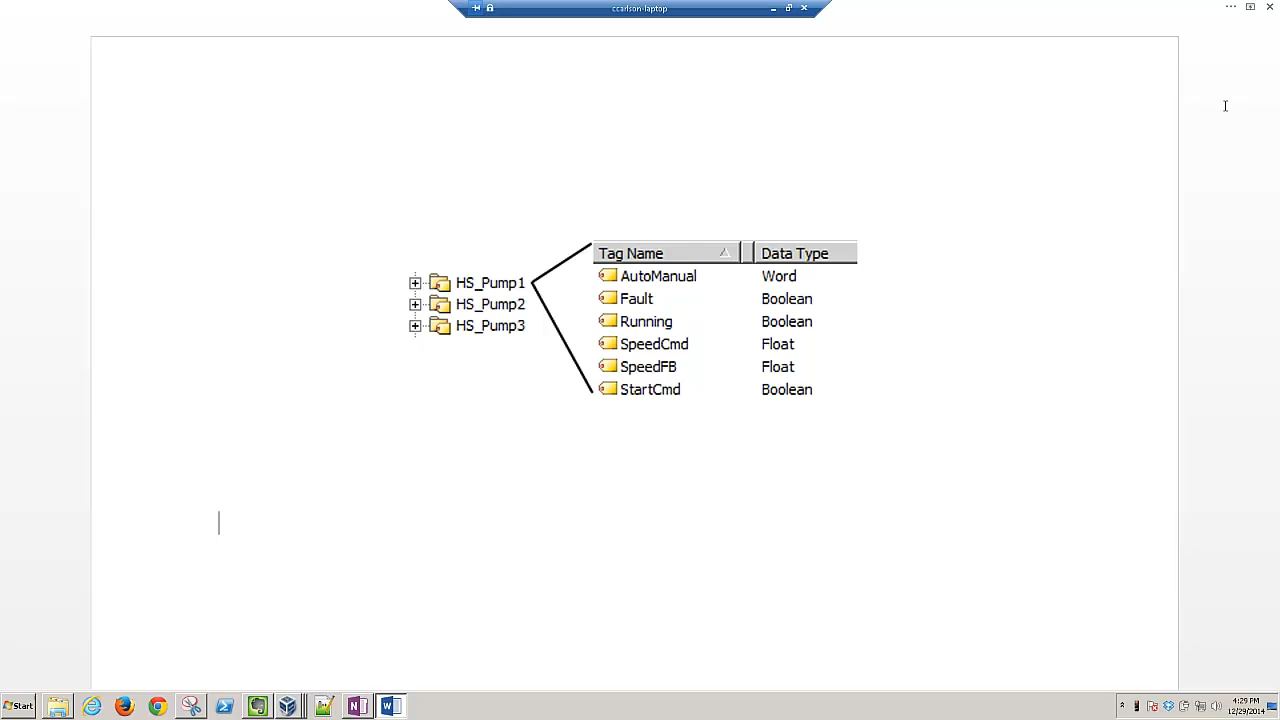 ccarlson-laptop
Tag Name Data Type
HS_Pump1
HS_Pump2
HS_Pump3
AutoManual Word
Fault Boolean
Running Boolean
SpeedCmd Float
SpeedFB Float
StartCmd Boolean
Start
4:29 PM
12/29/2014